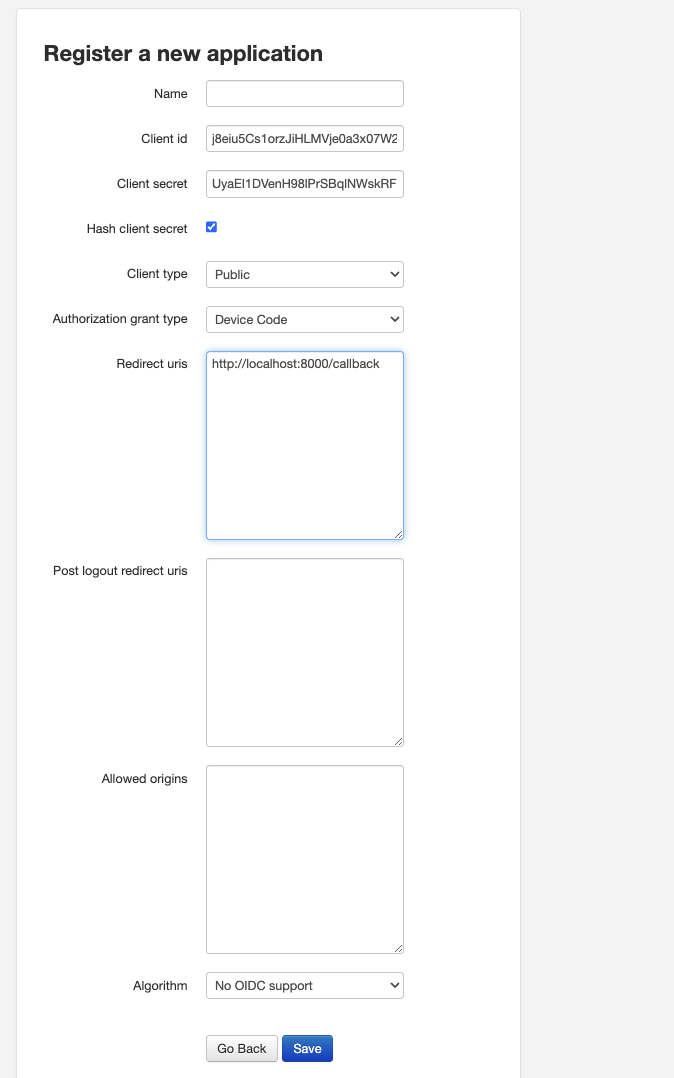 Register a new application
Name
Client id
j8eiu5Cs1orzJiHLMVje0a3x07W2
Client secret
UyaEl1DVenH98lPrSBqlNWskRF
Hash client secret
Client type
Public
Authorization grant type
Device Code
Redirect uris
http://localhost:8000/callback
Post logout redirect uris
Allowed origins
Algorithm
No OIDC support
Go Back
Save